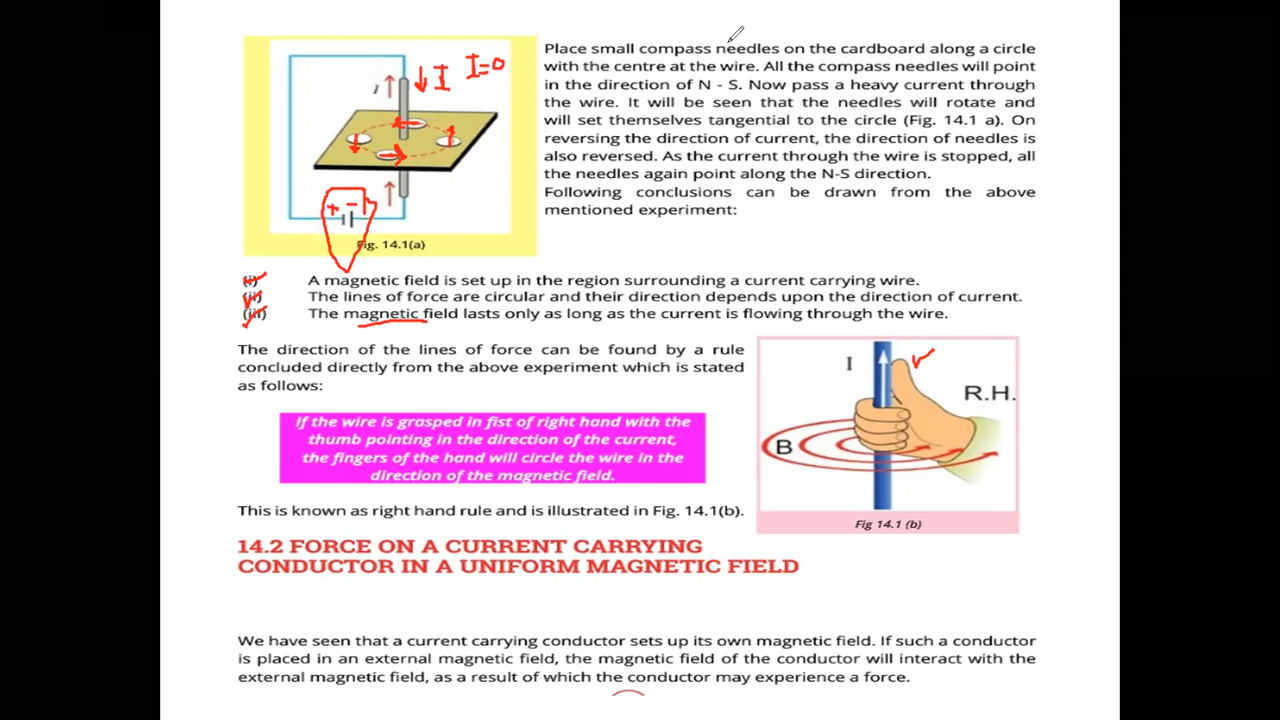 I
↓ I
I=0
+ -
Fig. 14.1(a)
Place small compass needles on the cardboard along a circle
with the centre at the wire. All the compass needles will point
in the direction of N - S. Now pass a heavy current through
the wire. It will be seen that the needles will rotate and
will set themselves tangential to the circle (Fig. 14.1 a). On
reversing the direction of current, the direction of needles
is also reversed. As the current through the wire is stopped, all
the needles again point along the N-S direction.
Following conclusions can be drawn from the above
mentioned experiment:
(i) A magnetic field is set up in the region surrounding a current carrying wire.
(ii) The lines of force are circular and their direction depends upon the direction of current.
(iii) The magnetic field lasts only as long as the current is flowing through the wire.
The direction of the lines of force can be found by a rule
concluded directly from the above experiment which is stated
as follows:
If the wire is grasped in fist of right hand with the
thumb pointing in the direction of the current,
the fingers of the hand will circle the wire in the
direction of the magnetic field.
This is known as right hand rule and is illustrated in Fig. 14.1(b).
I
R.H.
B
Fig 14.1 (b)
14.2 FORCE ON A CURRENT CARRYING
CONDUCTOR IN A UNIFORM MAGNETIC FIELD
We have seen that a current carrying conductor sets up its own magnetic field. If such a conductor
is placed in an external magnetic field, the magnetic field of the conductor will interact with the
external magnetic field, as a result of which the conductor may experience a force.